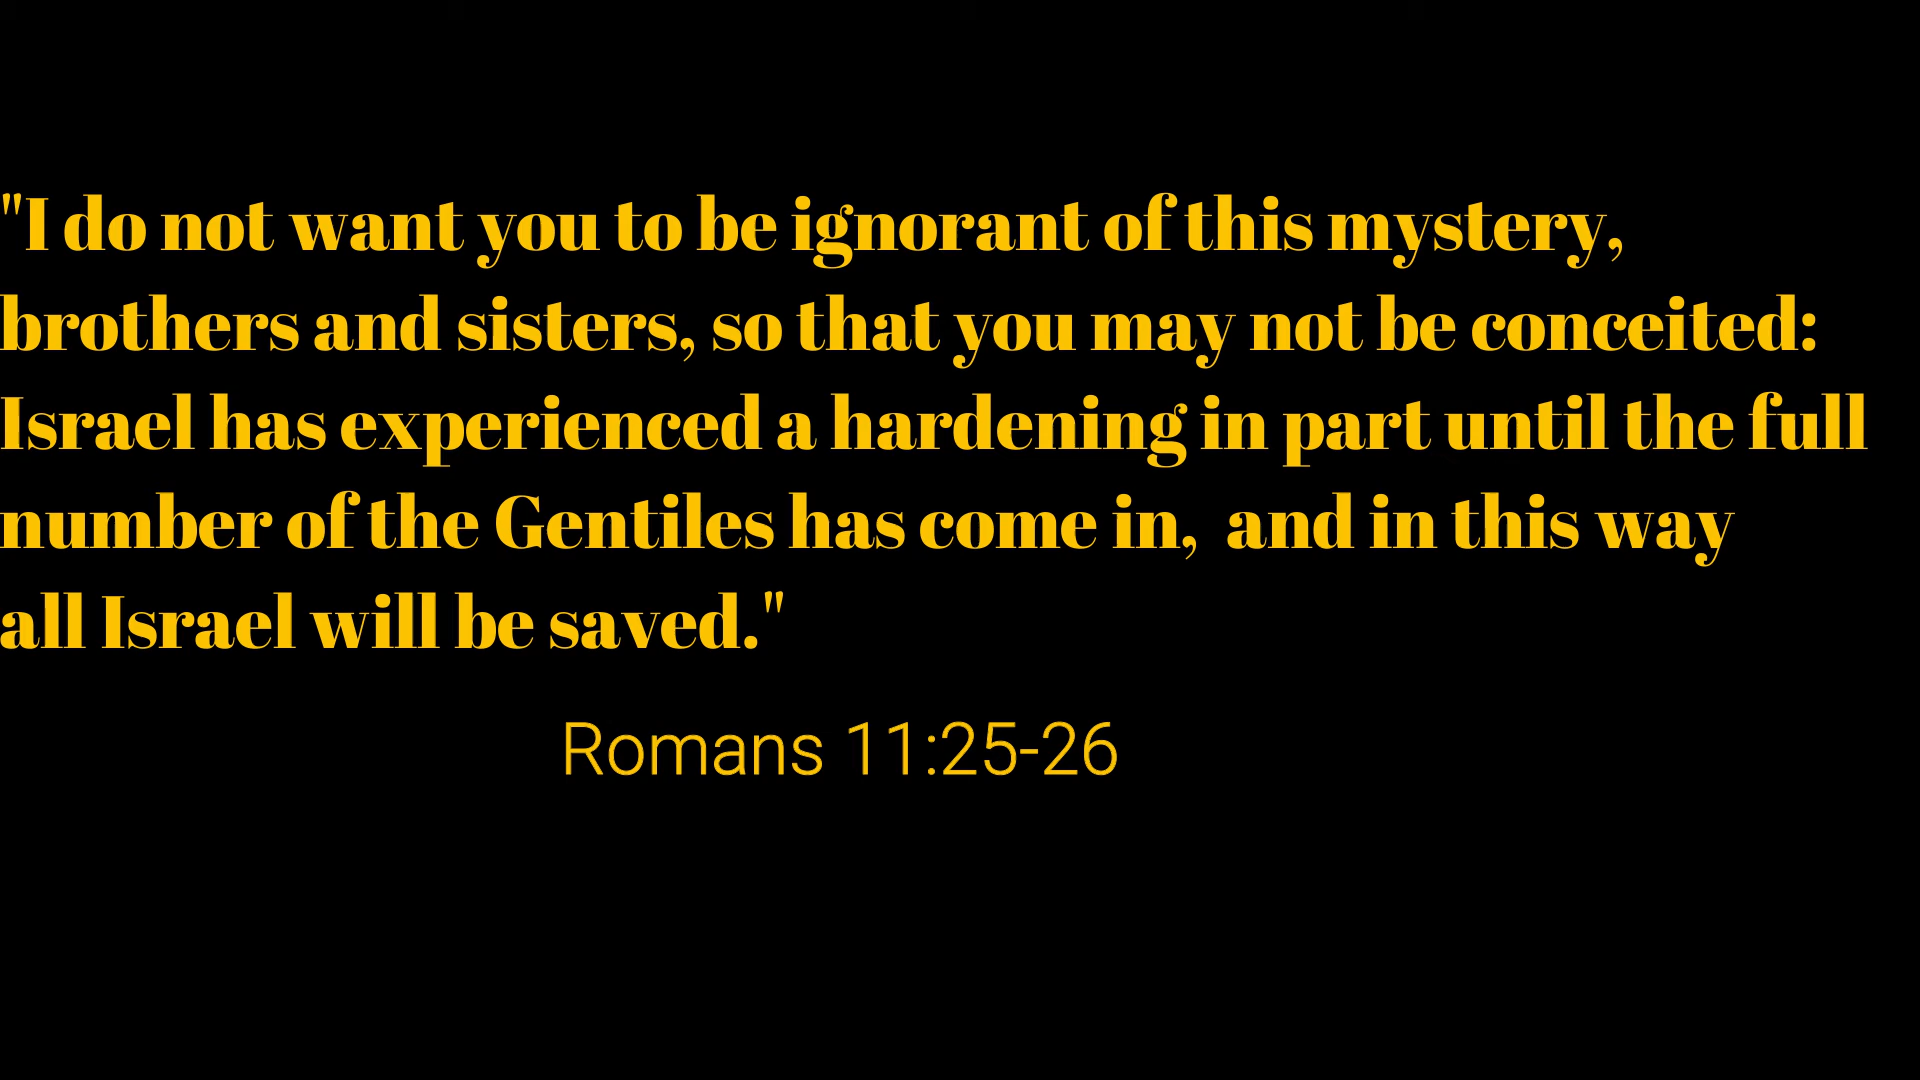 "I do not want you to be ignorant of this mystery,
brothers and sisters, so that you may not be conceited:
Israel has experienced a hardening in part until the full
number of the Gentiles has come in,  and in this way
all Israel will be saved."
Romans 11:25-26